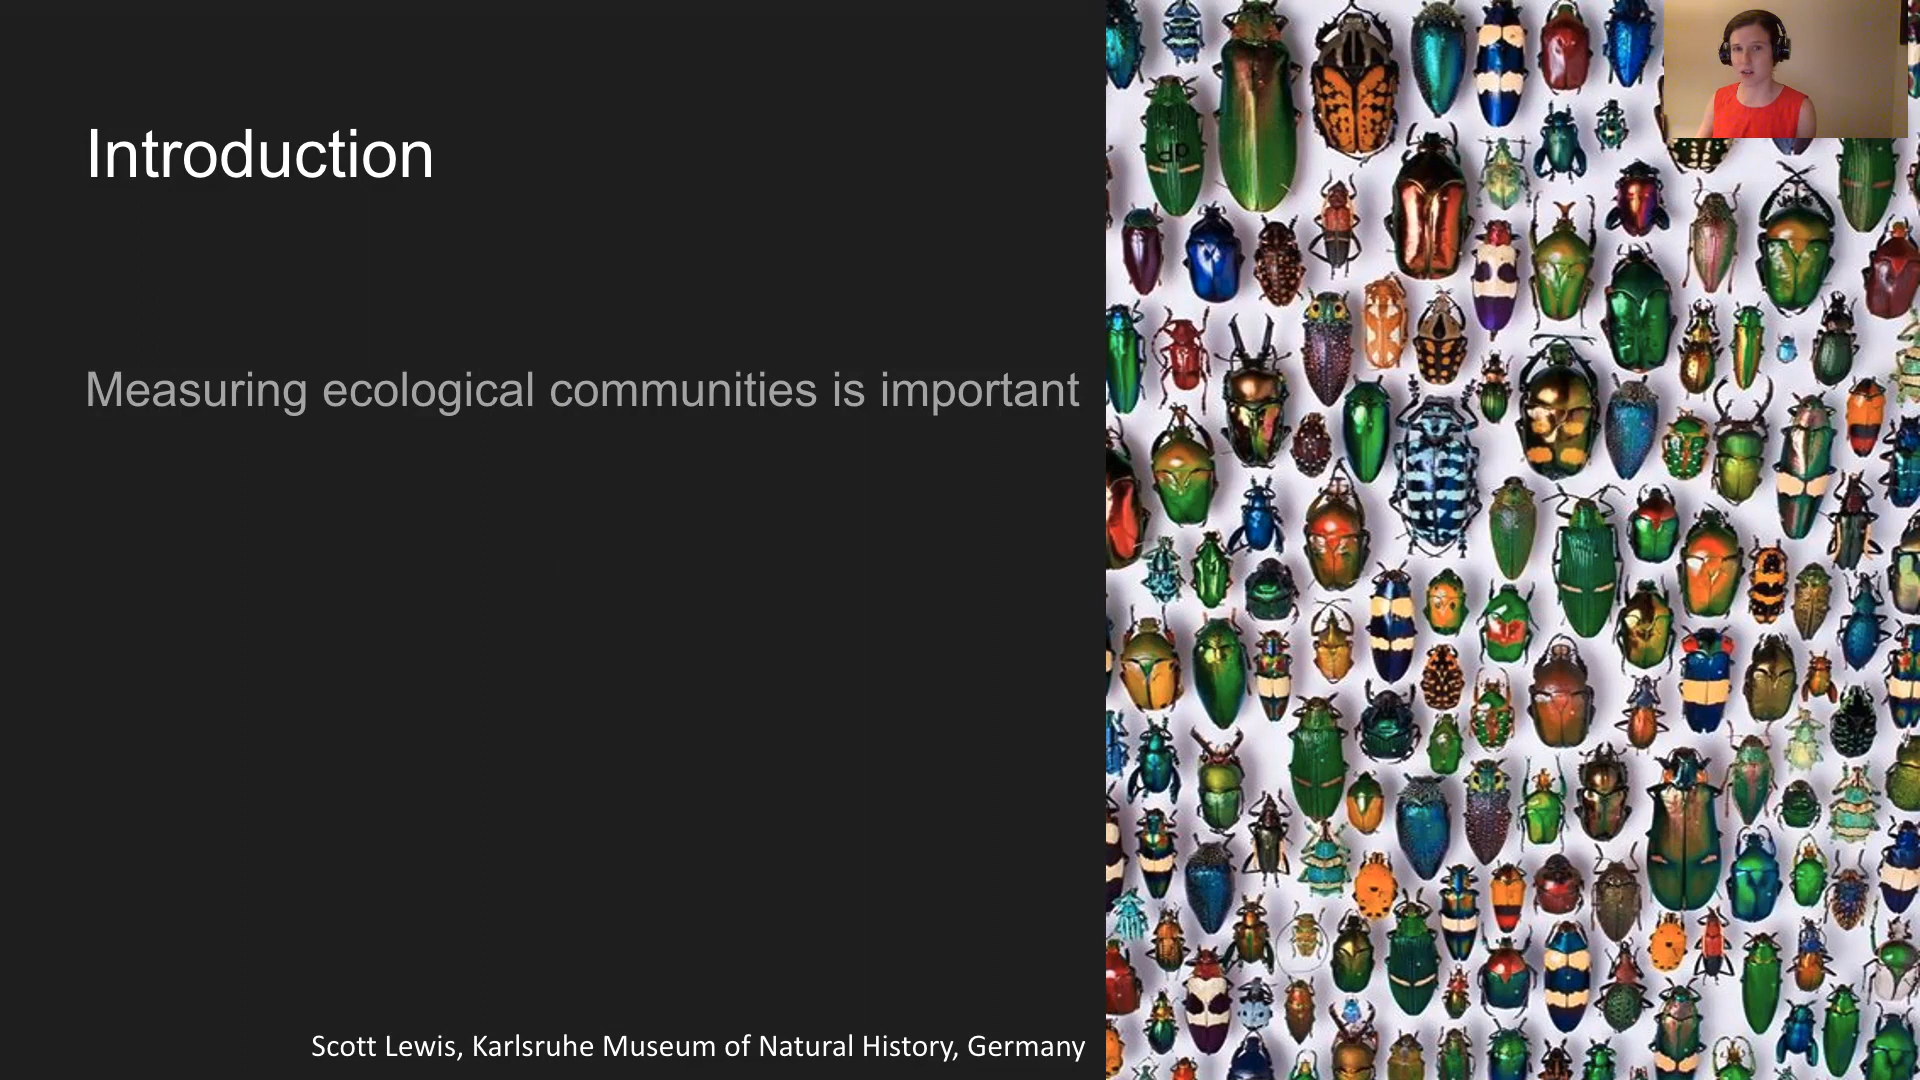 Introduction
Measuring ecological communities is important
Scott Lewis, Karlsruhe Museum of Natural History, Germany